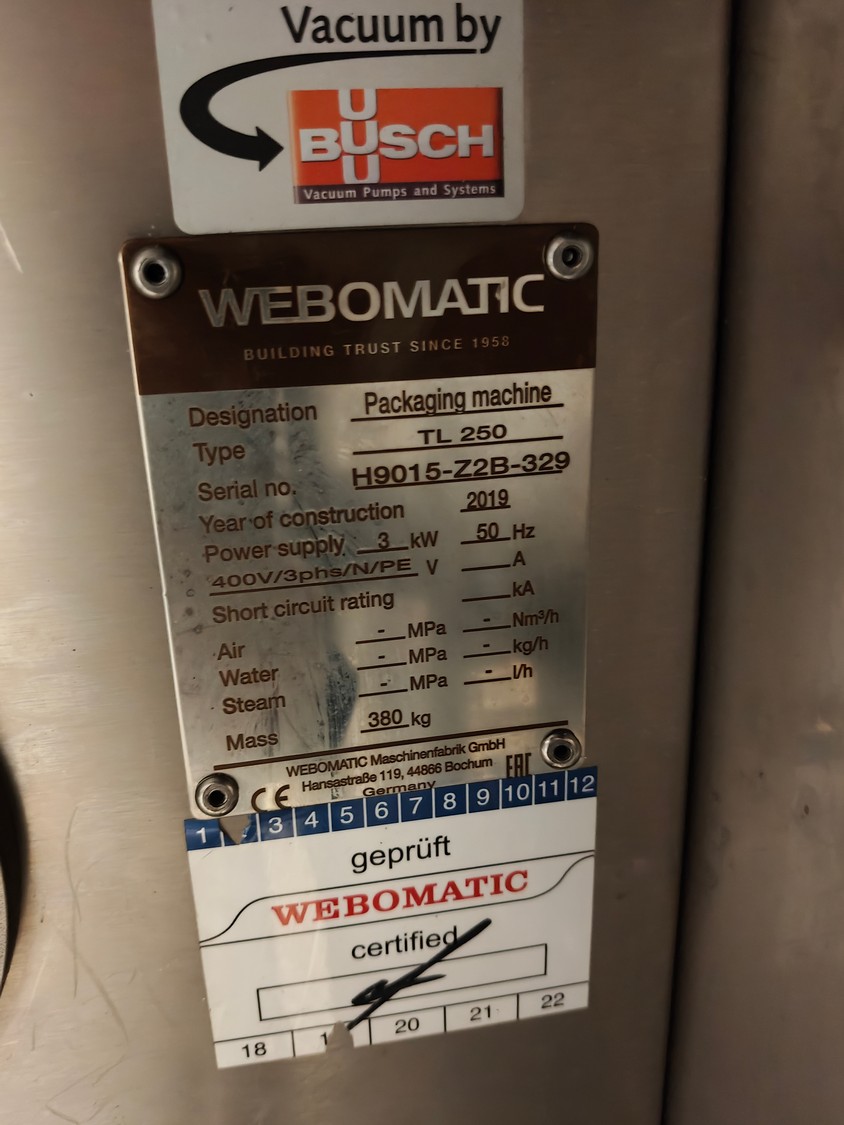 Vacuum by
BUSCH
Vacuum Pumps and Systems
WEBOMATIC
BUILDING TRUST SINCE 1958
Designation Packaging machine
Type TL 250
Serial no. H9015-Z2B-329
Year of construction 2019
Power supply 3 kW 50 Hz
400V/3phs/N/PE V A
Short circuit rating kA
Air - MPa - Nm³/h
Water - MPa - kg/h
Steam - MPa - l/h
Mass 380 kg
WEBOMATIC Maschinenfabrik GmbH
Hansastraße 119, 44866 Bochum
Germany
CE EAC
1 3 4 5 6 7 8 9 10 11 12
geprüft
WEBOMATIC
certified
18 1 20 21 22